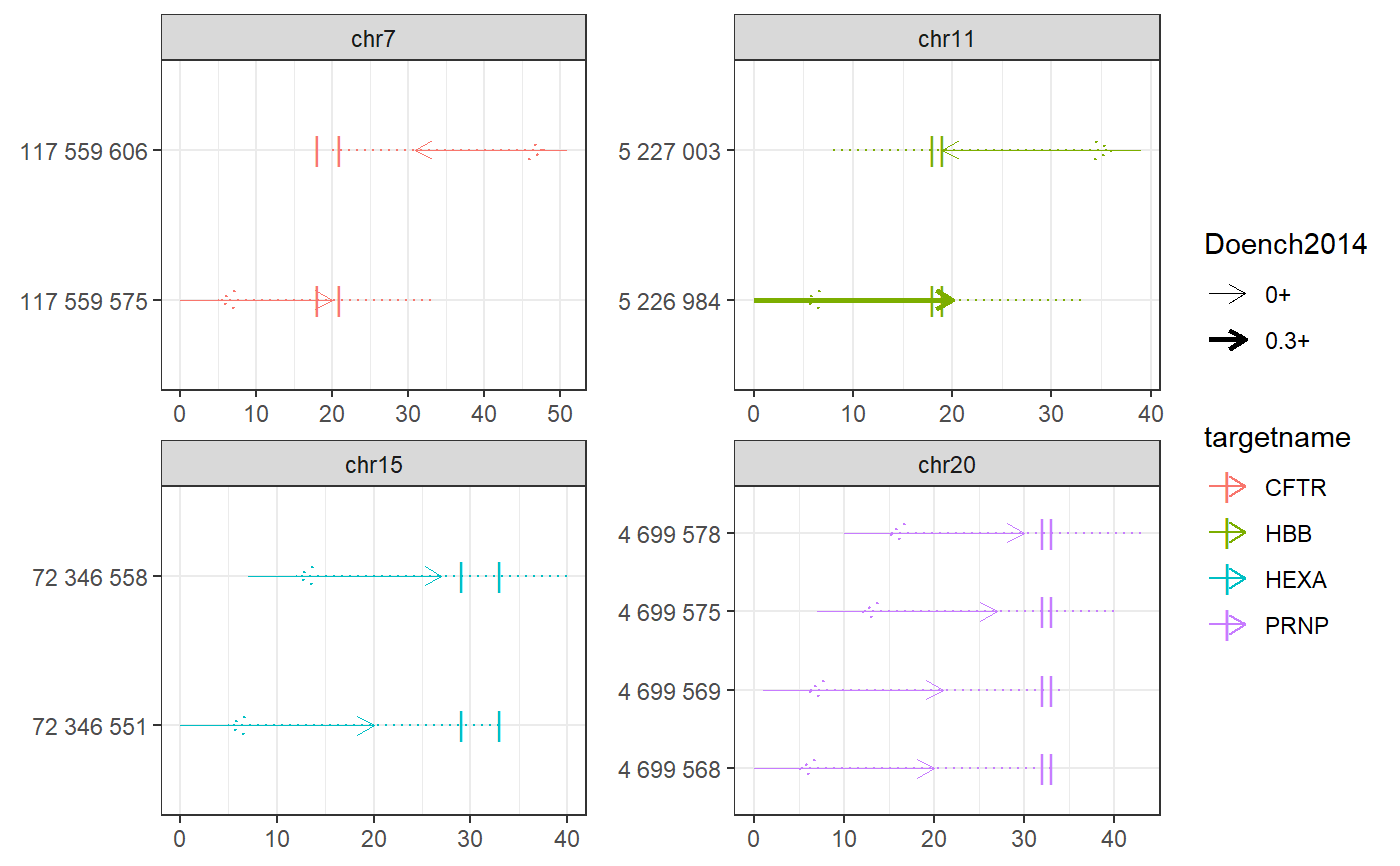 chr7
117 559 606
117 559 575
0 10 20 30 40 50
chr11
5 227 003
5 226 984
0 10 20 30 40
chr15
72 346 558
72 346 551
0 10 20 30 40
chr20
4 699 578
4 699 575
4 699 569
4 699 568
0 10 20 30 40
Doench2014
0+
0.3+
targetname
CFTR
HBB
HEXA
PRNP